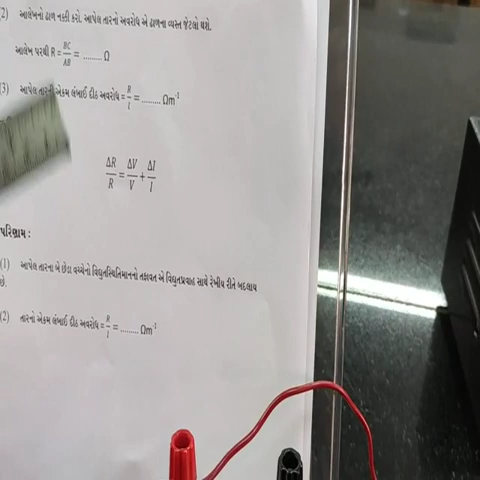 (2) આલેખનો ઢાળ નક્કી કરો. આપેલ તારનો અવરોધ એ ઢાળના વ્યસ્ત જેટલો થશે.
આલેખ પરથી R = BC/AB = ......... Ω
(3) આપેલ તારની એકમ લંબાઈ દીઠ અવરોધ = R/l = ......... Ωm⁻¹
ΔR/R = ΔV/V + ΔI/I
પરિણામ :
(1) આપેલ તારના બે છેડા વચ્ચેનો વિદ્યુતસ્થિતિમાનનો તફાવત એ વિદ્યુતપ્રવાહ સાથે રેખીય રીતે બદલાય
છે.
(2) તારનો એકમ લંબાઈ દીઠ અવરોધ = R/l = ......... Ωm⁻¹